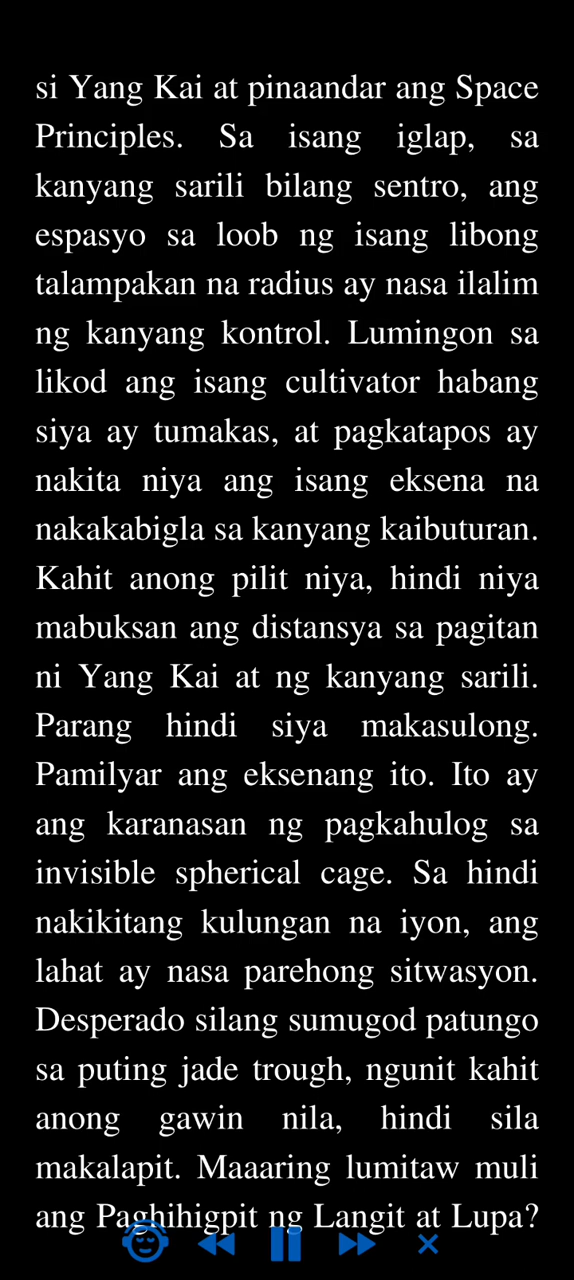 si Yang Kai at pinaandar ang Space
Principles. Sa isang iglap, sa
kanyang sarili bilang sentro, ang
espasyo sa loob ng isang libong
talampakan na radius ay nasa ilalim
ng kanyang kontrol. Lumingon sa
likod ang isang cultivator habang
siya ay tumakas, at pagkatapos ay
nakita niya ang isang eksena na
nakakabigla sa kanyang kaibuturan.
Kahit anong pilit niya, hindi niya
mabuksan ang distansya sa pagitan
ni Yang Kai at ng kanyang sarili.
Parang hindi siya makasulong.
Pamilyar ang eksenang ito. Ito ay
ang karanasan ng pagkahulog sa
invisible spherical cage. Sa hindi
nakikitang kulungan na iyon, ang
lahat ay nasa parehong sitwasyon.
Desperado silang sumugod patungo
sa puting jade trough, ngunit kahit
anong gawin nila, hindi sila
makalapit. Maaaring lumitaw muli
ang Paghihigpit ng Langit at Lupa?